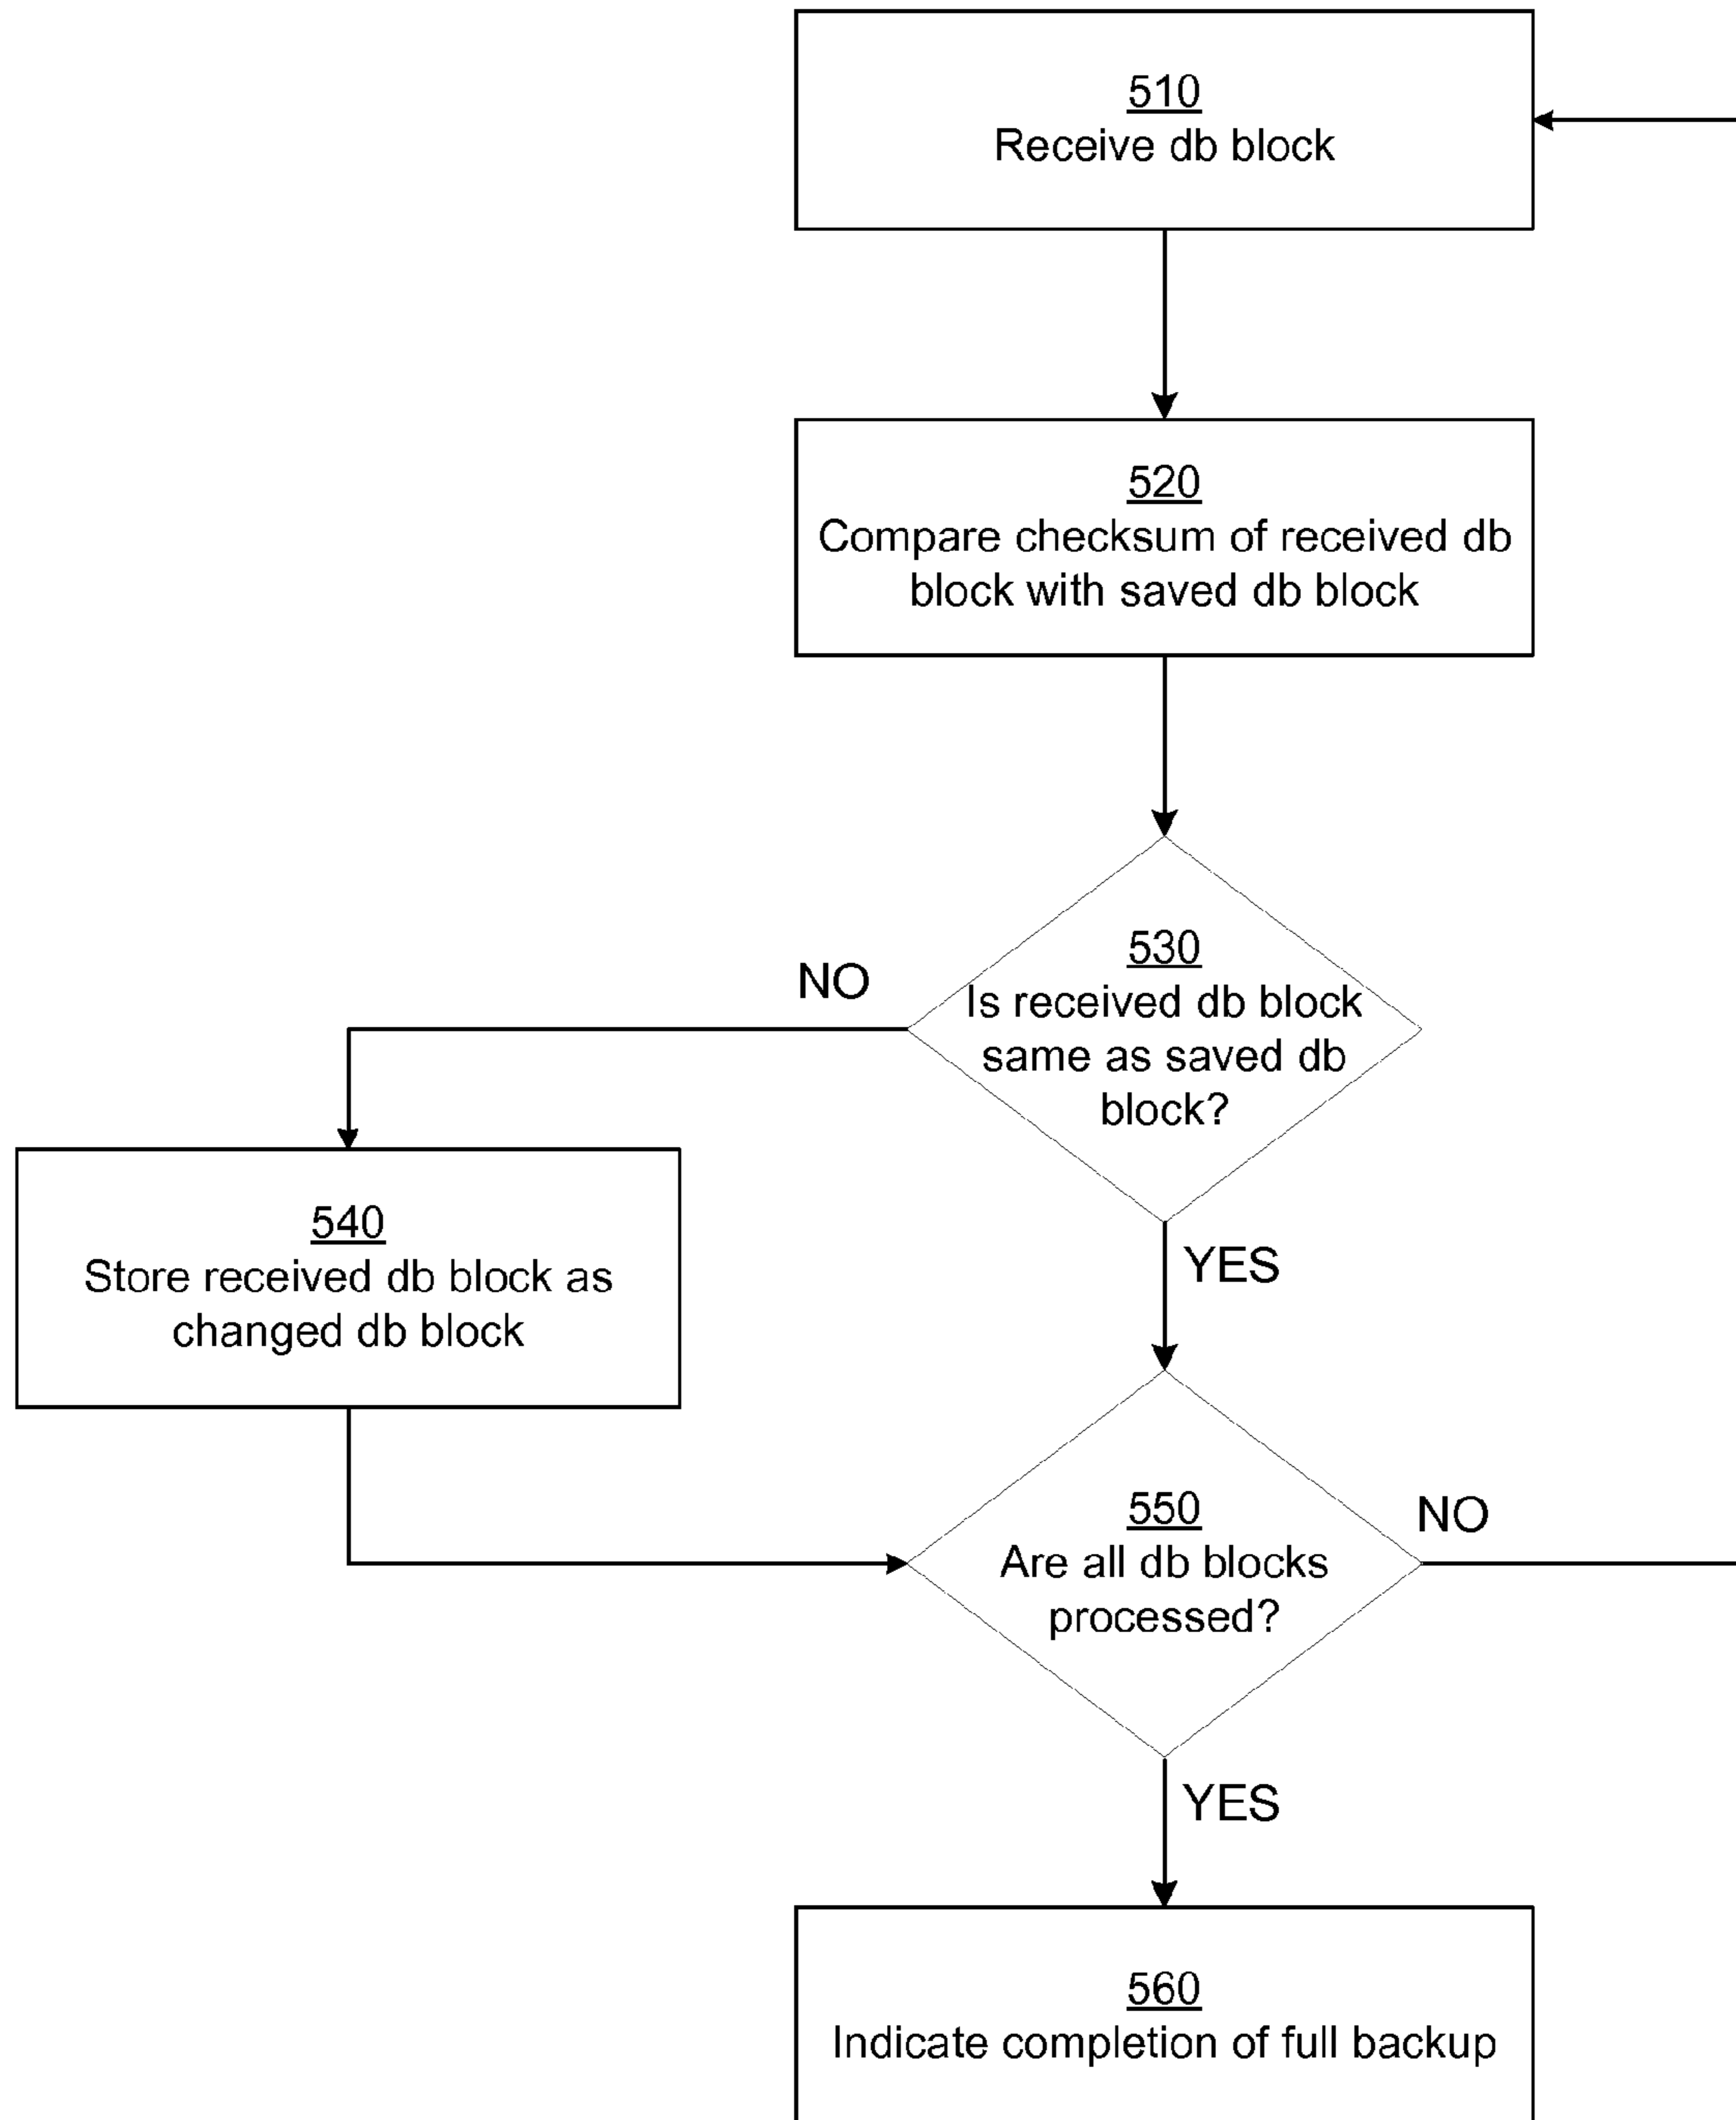 510
Receive db block
520
Compare checksum of received db
block with saved db block
530
Is received db block
same as saved db
block?
NO
YES
540
Store received db block as
changed db block
550
Are all db blocks
processed?
NO
YES
560
Indicate completion of full backup